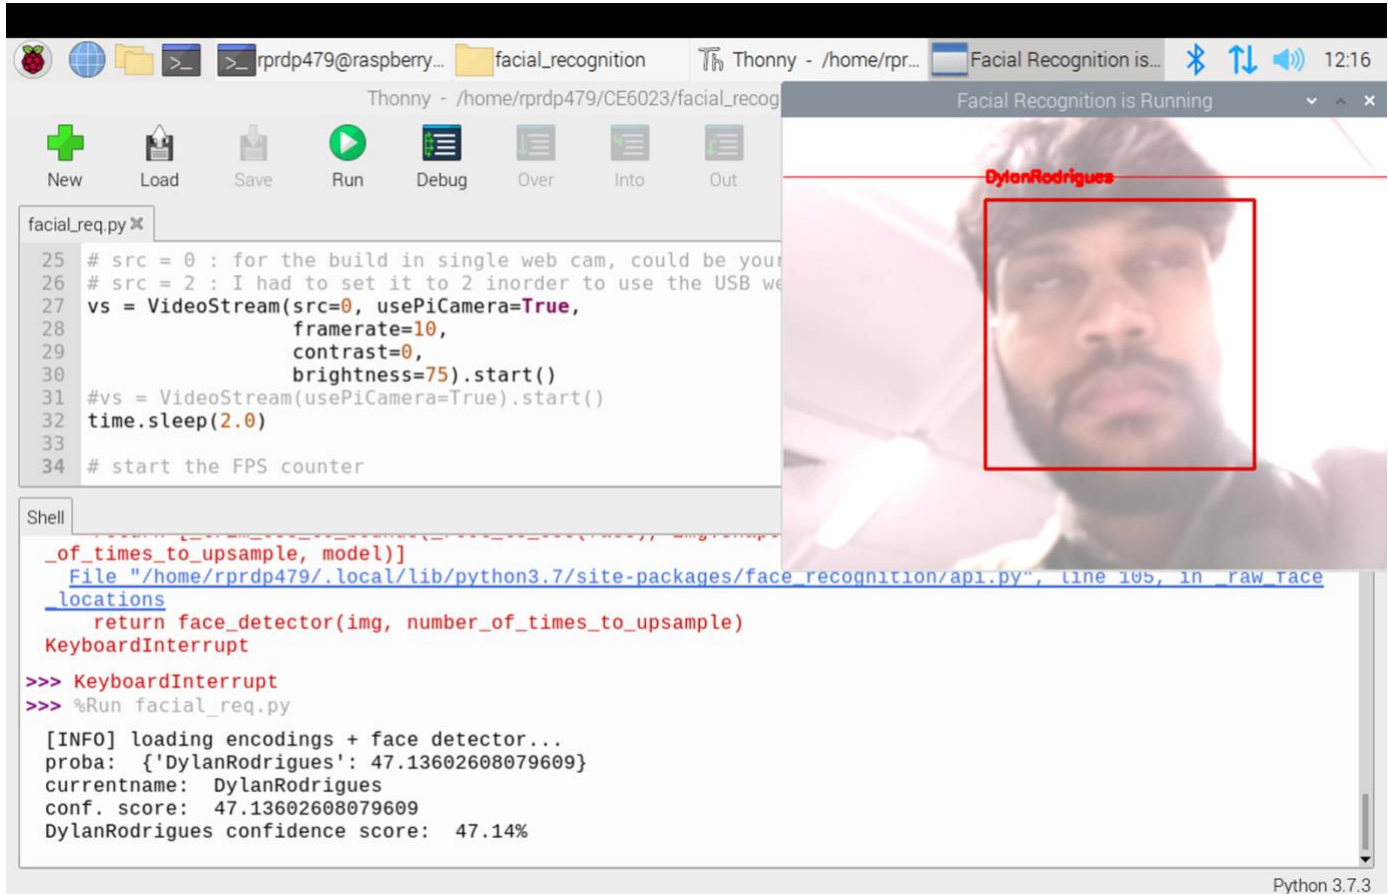 rprdp479@raspberry...
facial_recognition
Thonny - /home/rpr...
Facial Recognition is...
12:16
Thonny - /home/rprdp479/CE6023/facial_recog
Facial Recognition is Running
New
Load
Save
Run
Debug
Over
Into
Out
DylanRodrigues
facial_req.py
25 # src = 0 : for the build in single web cam, could be your
26 # src = 2 : I had to set it to 2 inorder to use the USB we
27 vs = VideoStream(src=0, usePiCamera=True,
28 framerate=10,
29 contrast=0,
30 brightness=75).start()
31 #vs = VideoStream(usePiCamera=True).start()
32 time.sleep(2.0)
33
34 # start the FPS counter
Shell
_of_times_to_upsample, model)]
File "/home/rprdp479/.local/lib/python3.7/site-packages/face_recognition/api.py", line 105, in _raw_face
_locations
return face_detector(img, number_of_times_to_upsample)
KeyboardInterrupt
>>> KeyboardInterrupt
>>> %Run facial_req.py
[INFO] loading encodings + face detector...
proba: {'DylanRodrigues': 47.13602608079609}
currentname: DylanRodrigues
conf. score: 47.13602608079609
DylanRodrigues confidence score: 47.14%
Python 3.7.3